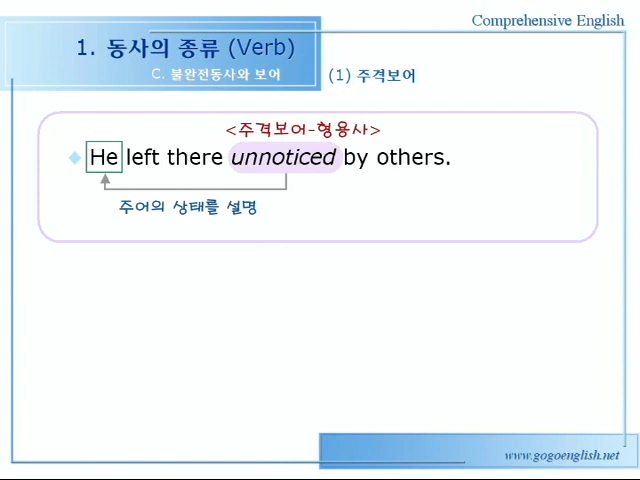 Comprehensive English
1. 동사의 종류 (Verb)
C. 불완전동사와 보어
(1) 주격보어
<주격보어-형용사>
He left there unnoticed by others.
주어의 상태를 설명
www.gogoenglish.net